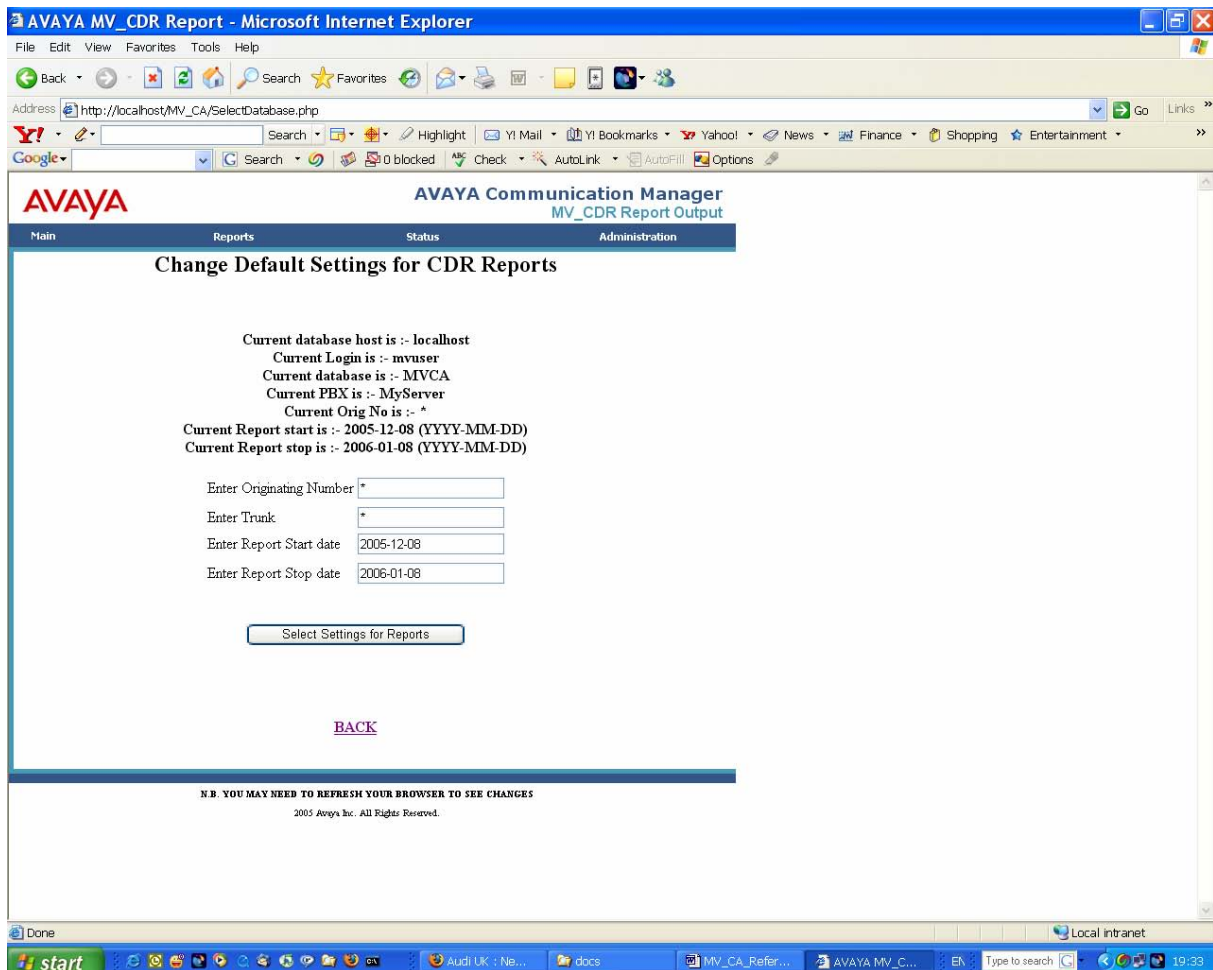 AVAYA MV_CDR Report - Microsoft Internet Explorer
File Edit View Favorites Tools Help
Back Search Favorites
Address http://localhost/MV_CA/SelectDatabase.php Go Links »
Y! Search Highlight Y! Mail Y! Bookmarks Yahoo! News Finance Shopping Entertainment »
Google Search 0 blocked Check AutoLink AutoFill Options
AVAYA
AVAYA Communication Manager
MV_CDR Report Output
Main Reports Status Administration
Change Default Settings for CDR Reports
Current database host is :- localhost
Current Login is :- mvuser
Current database is :- MVCA
Current PBX is :- MyServer
Current Orig No is :- *
Current Report start is :- 2005-12-08 (YYYY-MM-DD)
Current Report stop is :- 2006-01-08 (YYYY-MM-DD)
Enter Originating Number *
Enter Trunk *
Enter Report Start date 2005-12-08
Enter Report Stop date 2006-01-08
Select Settings for Reports
BACK
N.B. YOU MAY NEED TO REFRESH YOUR BROWSER TO SEE CHANGES
2005 Avaya Inc. All Rights Reserved.
Done Local intranet
start Audi UK : Ne... docs MV_CA_Refer... AVAYA MV_C... EN Type to search 19:33